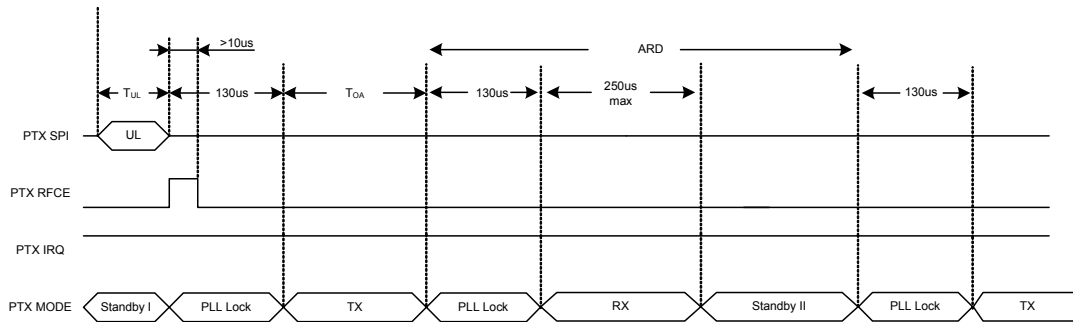 >10us
ARD
TUL 130us TOA 130us 250us max 130us
PTX SPI UL
PTX RFCE
PTX IRQ
PTX MODE Standby I PLL Lock TX PLL Lock RX Standby II PLL Lock TX